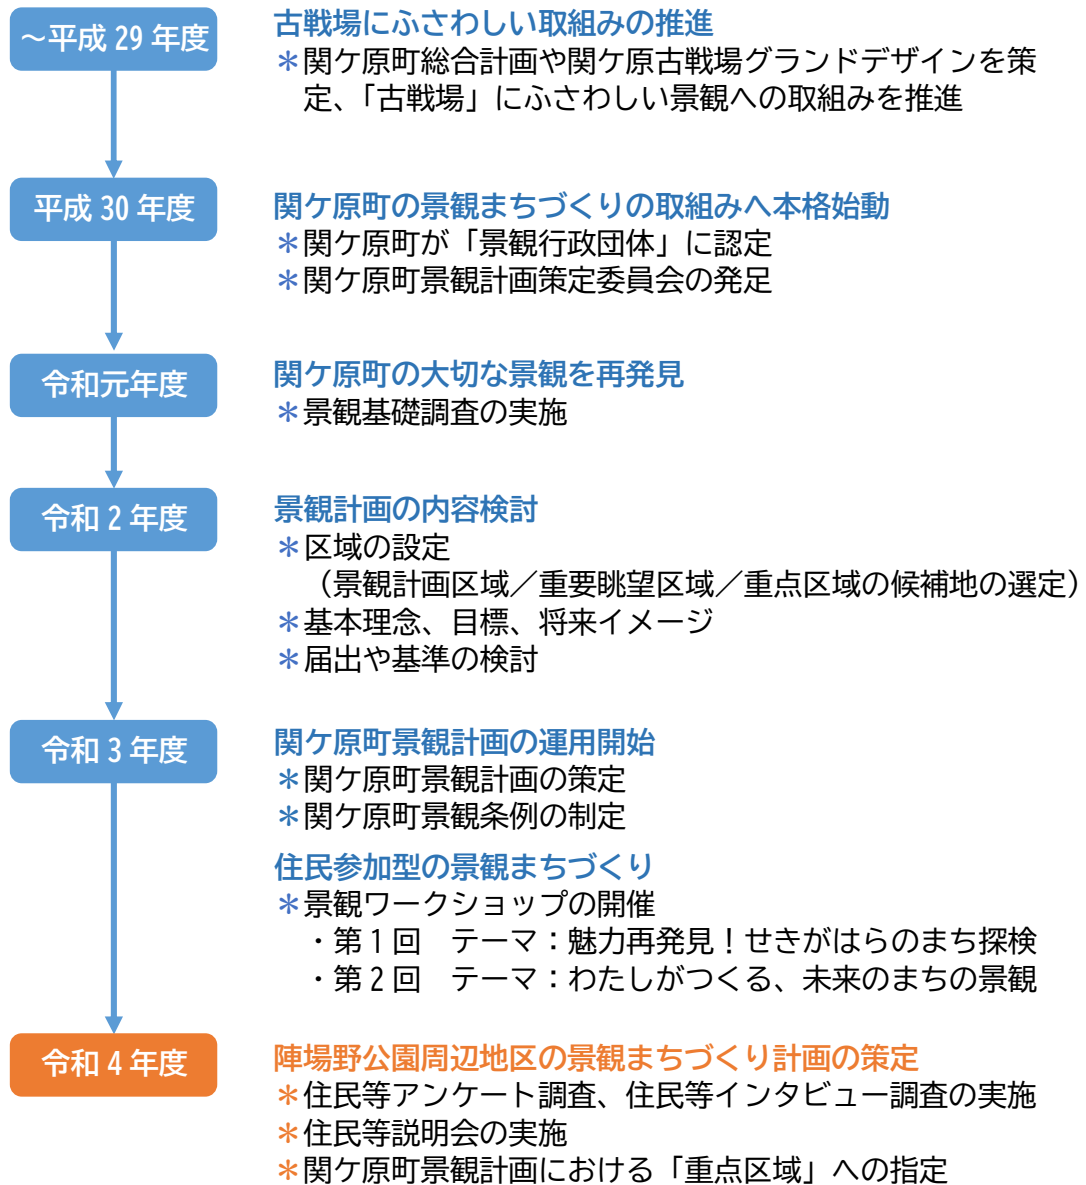 ～平成 29 年度
古戦場にふさわしい取組みの推進
＊関ケ原町総合計画や関ケ原古戦場グランドデザインを策
定、「古戦場」にふさわしい景観への取組みを推進
平成 30 年度
関ケ原町の景観まちづくりの取組みへ本格始動
＊関ケ原町が「景観行政団体」に認定
＊関ケ原町景観計画策定委員会の発足
令和元年度
関ケ原町の大切な景観を再発見
＊景観基礎調査の実施
令和 2 年度
景観計画の内容検討
＊区域の設定
（景観計画区域／重要眺望区域／重点区域の候補地の選定）
＊基本理念、目標、将来イメージ
＊届出や基準の検討
令和 3 年度
関ケ原町景観計画の運用開始
＊関ケ原町景観計画の策定
＊関ケ原町景観条例の制定
住民参加型の景観まちづくり
＊景観ワークショップの開催
・第１回　テーマ：魅力再発見！せきがはらのまち探検
・第２回　テーマ：わたしがつくる、未来のまちの景観
令和 4 年度
陣場野公園周辺地区の景観まちづくり計画の策定
＊住民等アンケート調査、住民等インタビュー調査の実施
＊住民等説明会の実施
＊関ケ原町景観計画における「重点区域」への指定